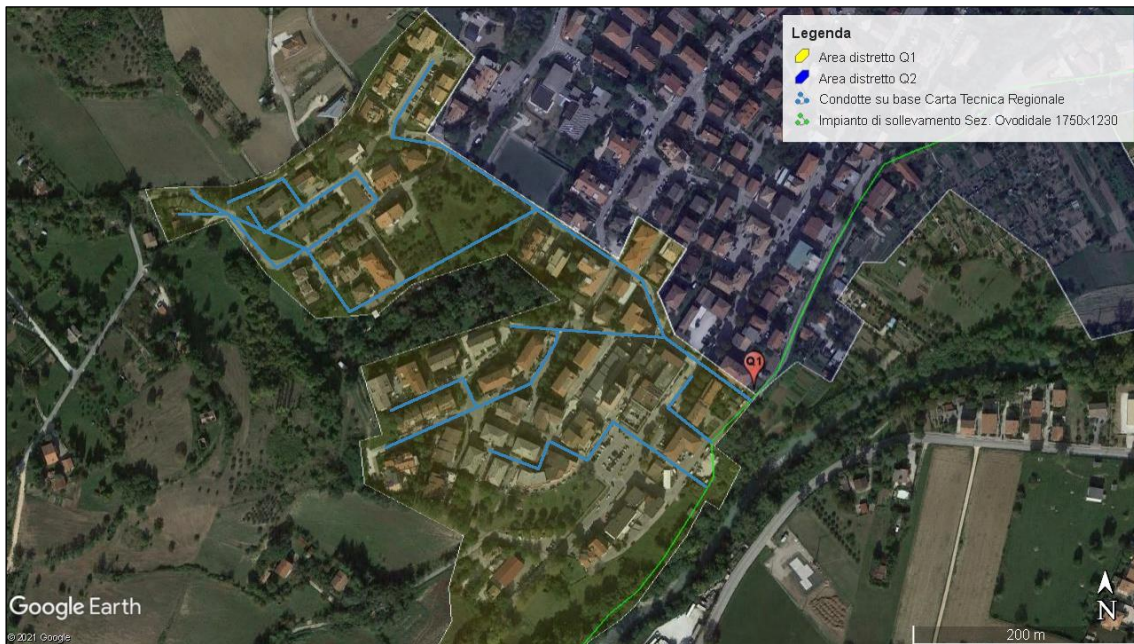 Legenda
Area distretto Q1
Area distretto Q2
Condotte su base Carta Tecnica Regionale
Impianto di sollevamento Sez. Ovodidale 1750x1230
Q1
Google Earth
N
© 2021 Google
200 m